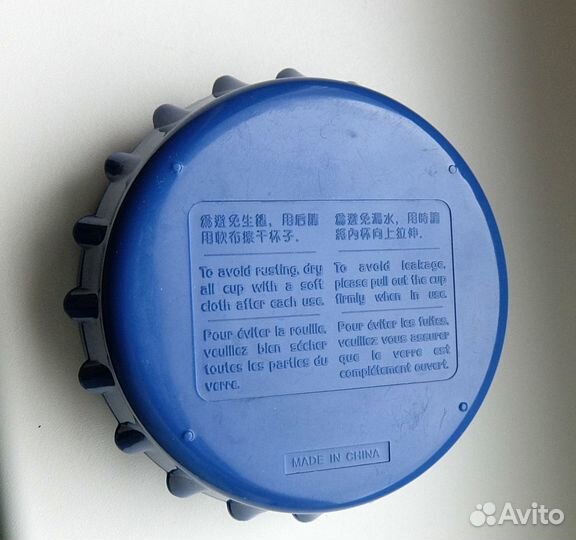 為避免生鏽，用后請
用軟布擦干杯子．
為避免漏水，用時請
將內杯向上拉伸．
To avoid rusting, dry
all cup with a soft
cloth after each use.
To avoid leakage,
please pull out the cup
firmly when in use.
Pour éviter la rouille,
veuillez bien sécher
toutes les parties du
verre.
Pour éviter les fuites,
veuillez vous assurer
que le verre est
complétement ouvert.
MADE IN CHINA
Avito